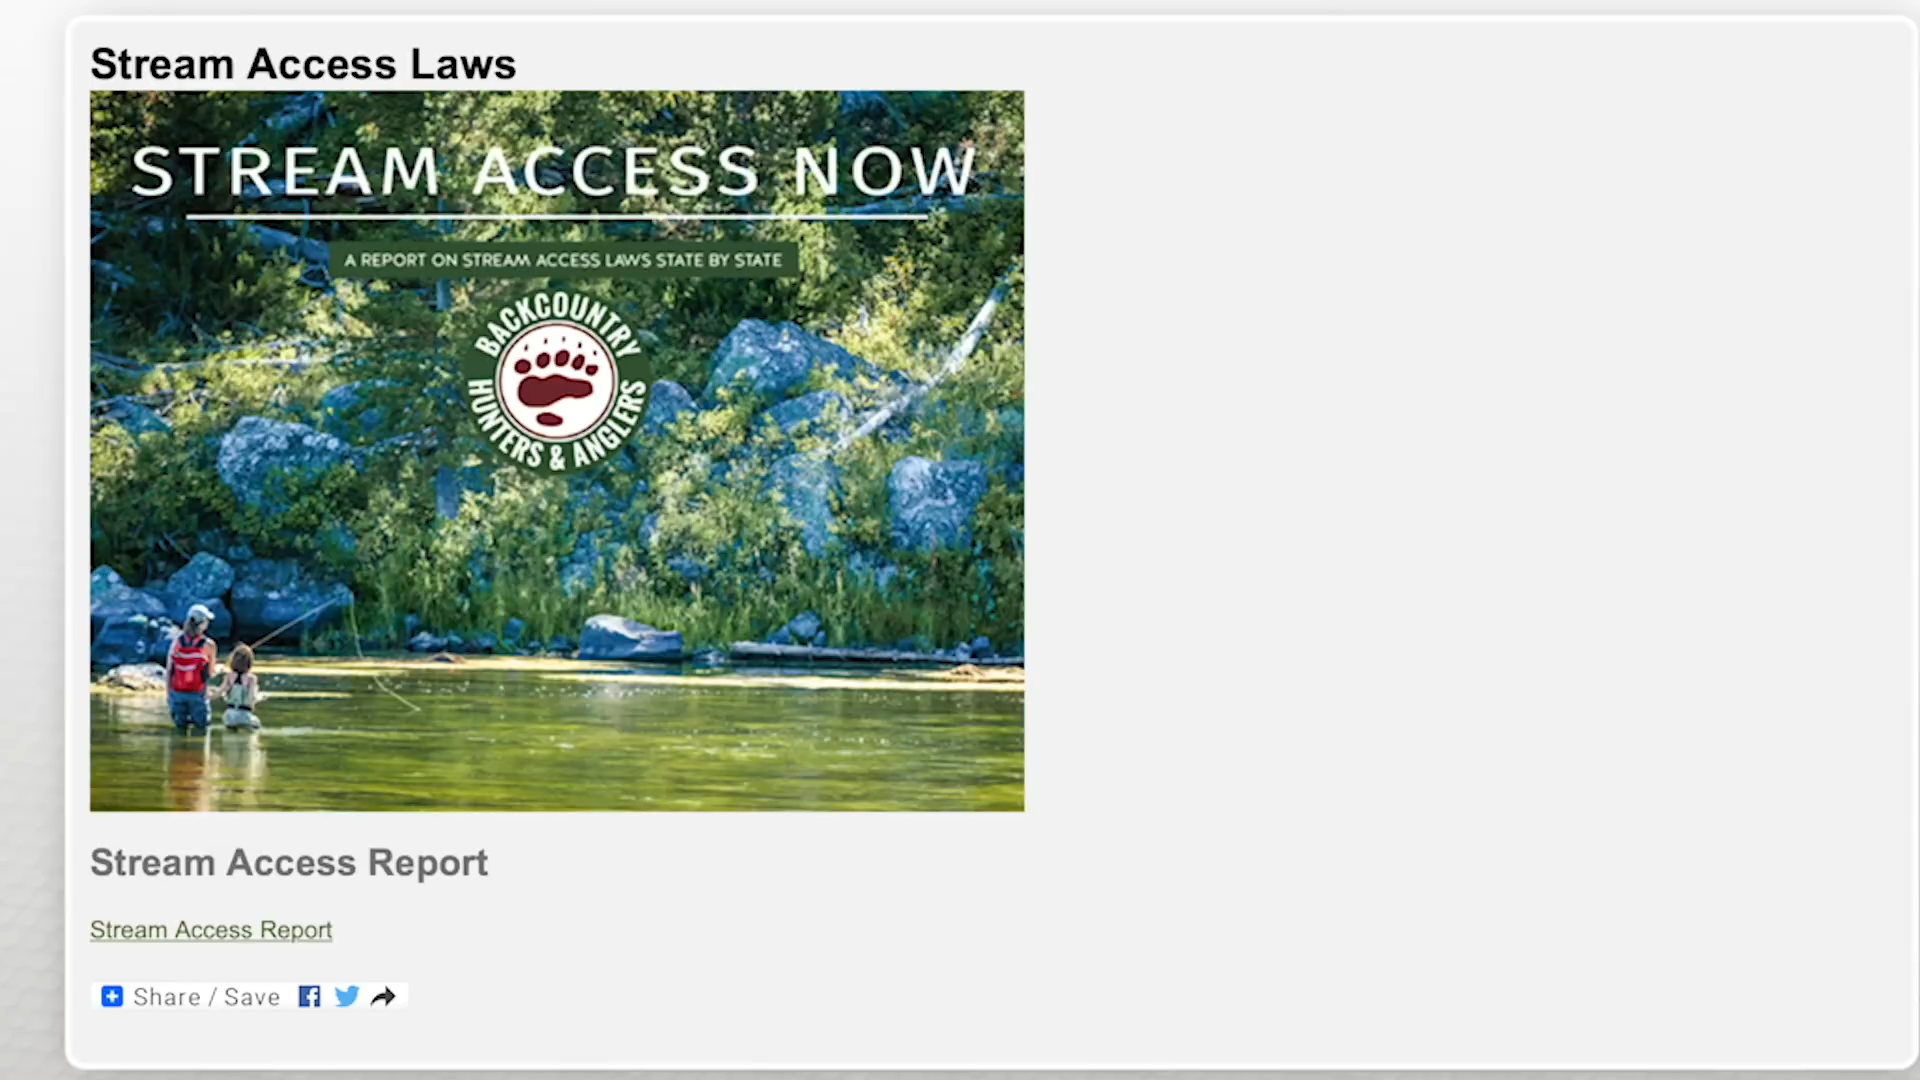 Stream Access Laws
STREAM ACCESS NOW
A REPORT ON STREAM ACCESS LAWS STATE BY STATE
BACKCOUNTRY
HUNTERS & ANGLERS
Stream Access Report
Stream Access Report
Share / Save